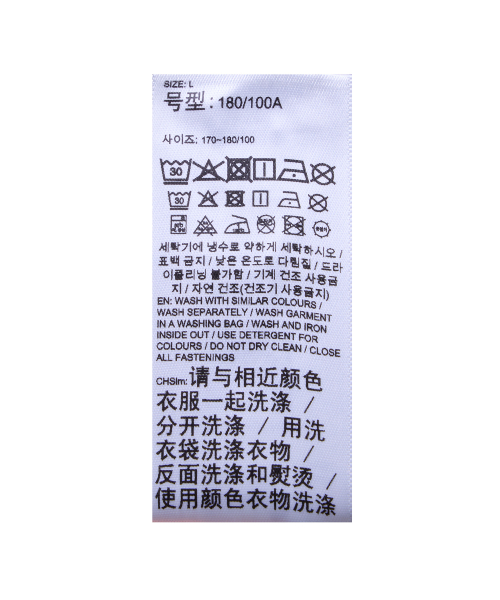 SIZE: L
号型: 180/100A
사이즈: 170~180/100
30
30
세탁기에 냉수로 약하게 세탁하시오 /
표백 금지 / 낮은 온도로 다림질 / 드라
이클리닝 불가함 / 기계 건조 사용금
지 / 자연 건조(건조기 사용금지)
EN: WASH WITH SIMILAR COLOURS /
WASH SEPARATELY / WASH GARMENT
IN A WASHING BAG / WASH AND IRON
INSIDE OUT / USE DETERGENT FOR
COLOURS / DO NOT DRY CLEAN / CLOSE
ALL FASTENINGS
CHSim: 请与相近颜色
衣服一起洗涤 /
分开洗涤 / 用洗
衣袋洗涤衣物 /
反面洗涤和熨烫 /
使用颜色衣物洗涤